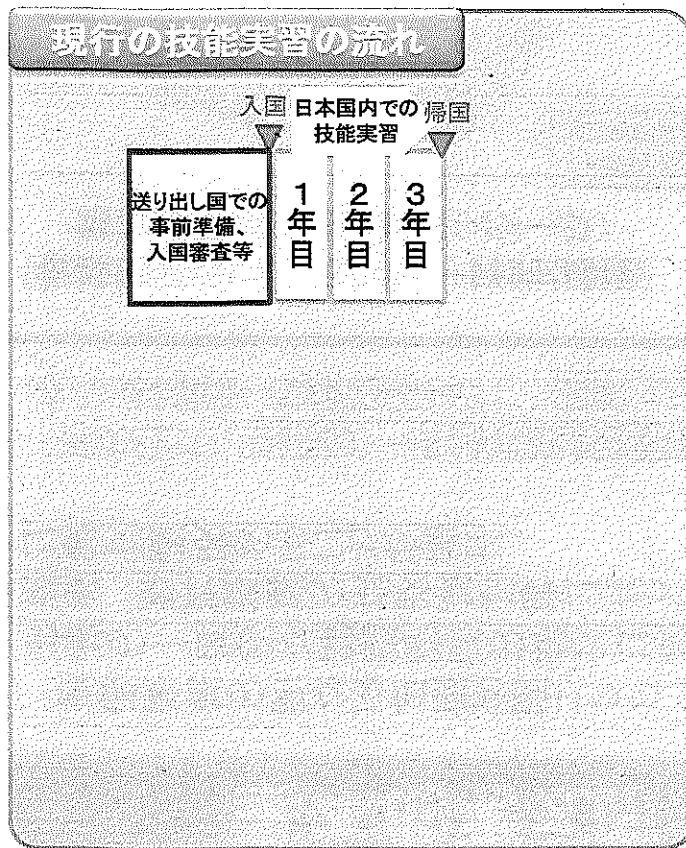 現行の技能実習の流れ
入国
日本国内での
技能実習
帰国
送り出し国での
事前準備、
入国審査等
1年目
2年目
3年目